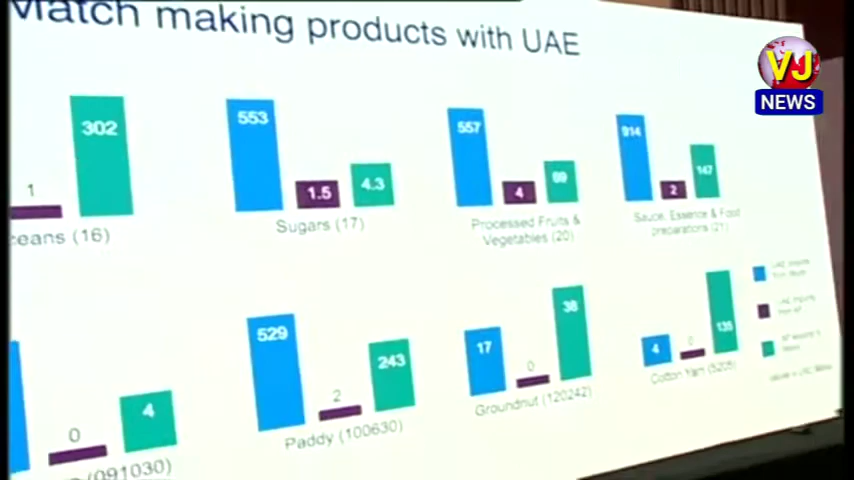 Match making products with UAE
VJ
NEWS
302
1
553
1.5
4.3
557
4
914
2
147
(16)
Sugars (17)
Processed Fruits &
Vegetables (20)
Sauce, Essence & Food
preparations (21)
0
4
529
2
243
17
0
38
4
0
135
(091030)
Paddy (100630)
Groundnut (120242)
Cotton Yarn (5205)
UAE imports